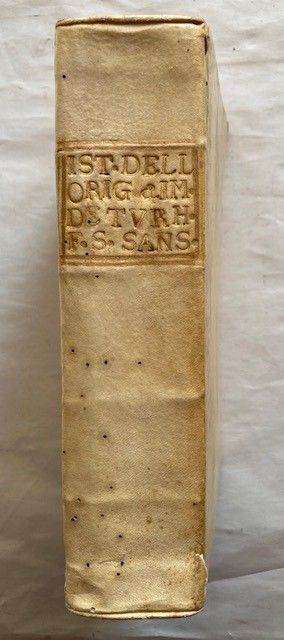 IST·DELL
ORIG &IM·
DE TVRH·
F·S·SANS·